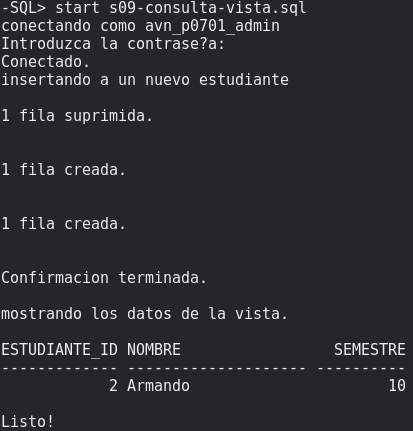 -SQL> start s09-consulta-vista.sql
conectando como avn_p0701_admin
Introduzca la contrase?a:
Conectado.
insertando a un nuevo estudiante
1 fila suprimida.
1 fila creada.
1 fila creada.
Confirmacion terminada.
mostrando los datos de la vista.
ESTUDIANTE_ID NOMBRE                 SEMESTRE
------------- -------------------- ----------
            2 Armando                      10
Listo!